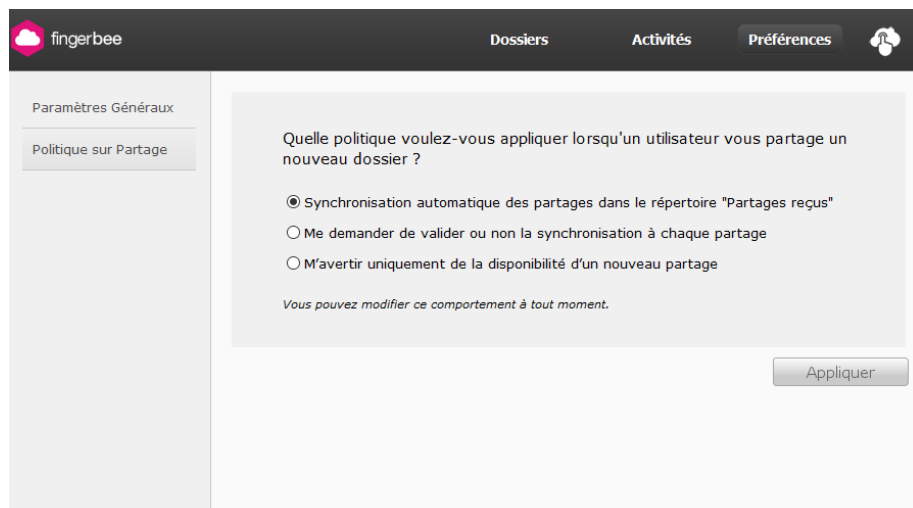 fingerbee
Dossiers
Activités
Préférences
Paramètres Généraux
Politique sur Partage
Quelle politique voulez-vous appliquer lorsqu'un utilisateur vous partage un
nouveau dossier ?
Synchronisation automatique des partages dans le répertoire "Partages reçus"
Me demander de valider ou non la synchronisation à chaque partage
M'avertir uniquement de la disponibilité d'un nouveau partage
Vous pouvez modifier ce comportement à tout moment.
Appliquer